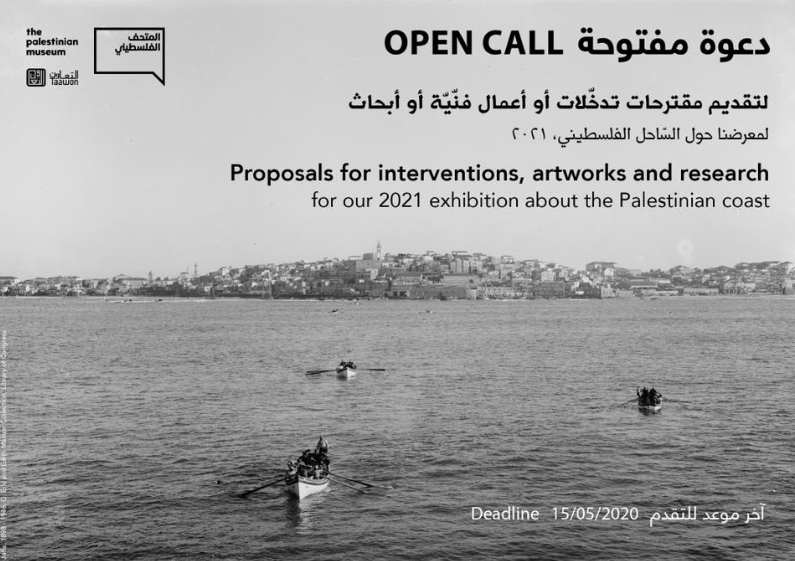 the
palestinian
museum
المتحف
الفلسطيني
التعاون
Taawon
OPEN CALL دعوة مفتوحة
لتقديم مقترحات تدخّلات أو أعمال فنّيّة أو أبحاث
لمعرضنا حول السّاحل الفلسطيني، ٢٠٢١
Proposals for interventions, artworks and research
for our 2021 exhibition about the Palestinian coast
Deadline 15/05/2020 آخر موعد للتقدم